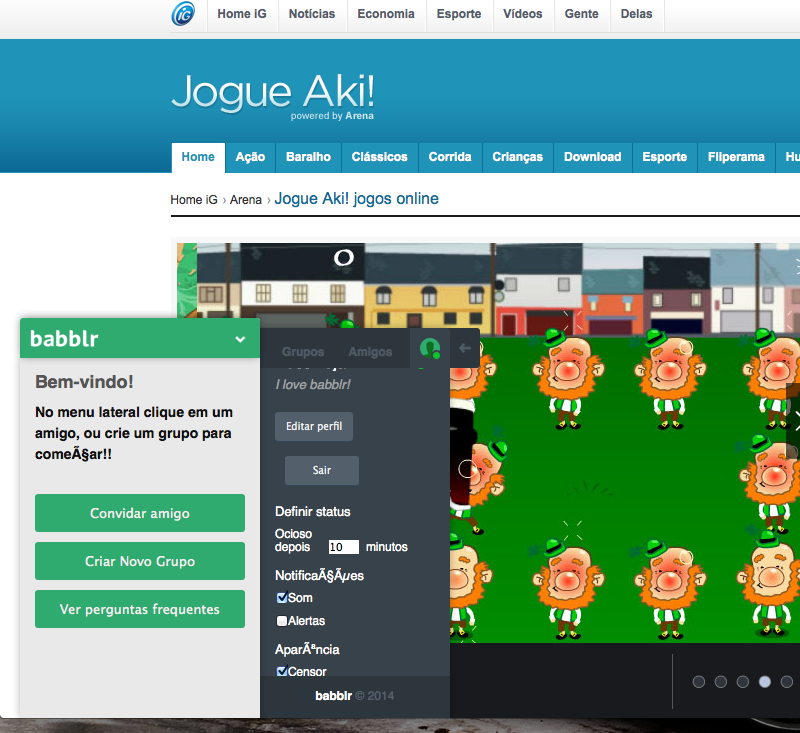 iG
Home iG Notícias Economia Esporte Vídeos Gente Delas
Jogue Aki!
powered by Arena
Home Ação Baralho Clássicos Corrida Crianças Download Esporte Fliperama Hu
Home iG › Arena › Jogue Aki! jogos online
babblr
Bem-vindo!
No menu lateral clique em um
amigo, ou crie um grupo para
comeÃ§ar!!
Convidar amigo
Criar Novo Grupo
Ver perguntas frequentes
Grupos Amigos
I love babblr!
Editar perfil
Sair
Definir status
Ocioso
depois 10 minutos
NotificaÃ§Ãµes
Som
Alertas
AparÃªncia
Censor
babblr © 2014